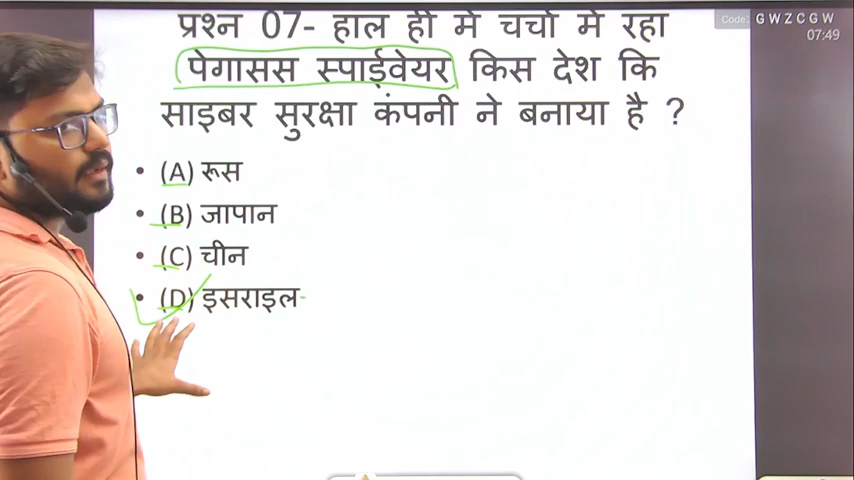 प्रश्न 07- हाल ही मे चर्चा मे रहा
पेगासस स्पाईवेयर किस देश कि
साइबर सुरक्षा कंपनी ने बनाया है ?
• (A) रूस
• (B) जापान
• (C) चीन
• (D) इसराइल
Code: GWZCGW
07:49